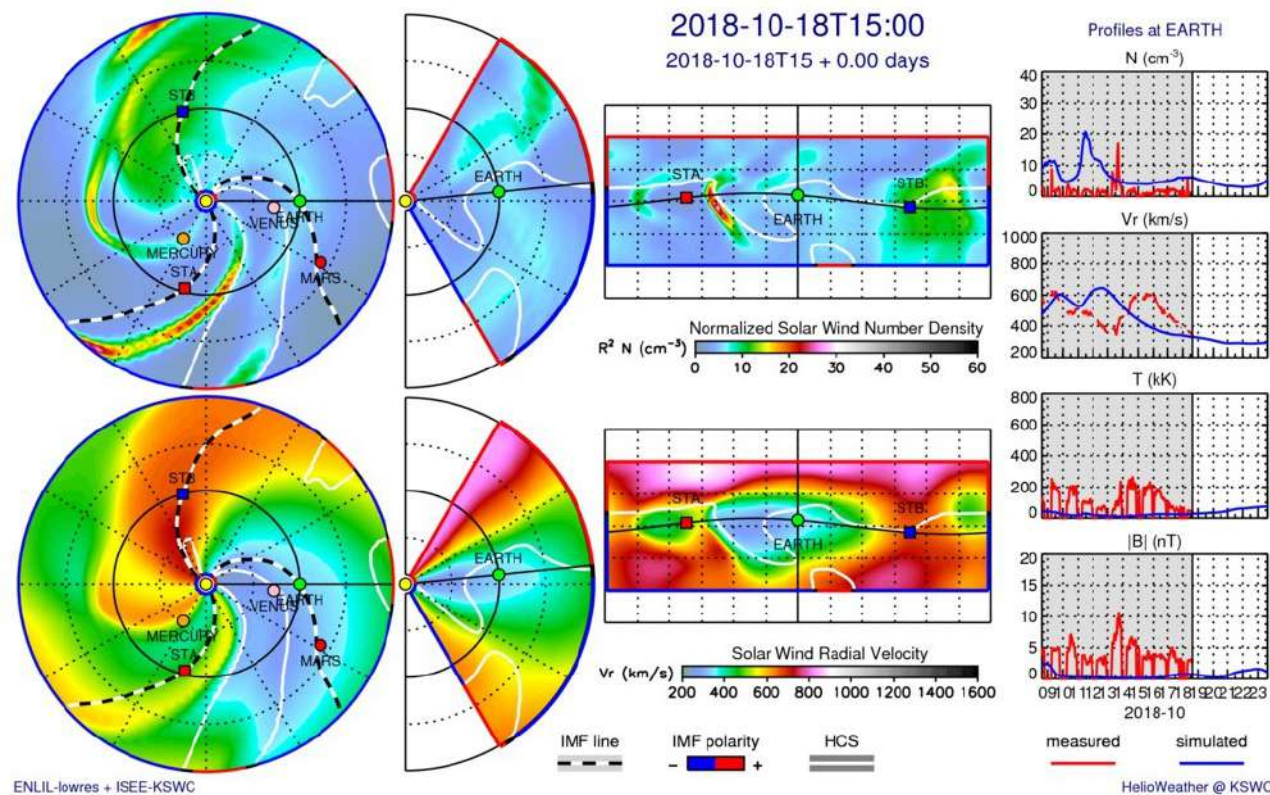 2018-10-18T15:00
2018-10-18T15 + 0.00 days
STB
EARTH
VENUS
MERCURY
STA
MARS
EARTH
STA
STB
EARTH
Normalized Solar Wind Number Density
R² N (cm⁻³)
0 10 20 30 40 50 60
STB
EARTH
VENUS
MERCURY
STA
MARS
EARTH
STA
STB
EARTH
Solar Wind Radial Velocity
Vr (km/s)
200 400 600 800 1000 1200 1400 1600
IMF line
IMF polarity
- +
HCS
Profiles at EARTH
N (cm⁻³)
40
30
20
10
0
Vr (km/s)
1000
800
600
400
200
T (kK)
800
600
400
200
0
|B| (nT)
20
15
10
5
0
091011121314151617181920212223
2018-10
measured simulated
ENLIL-lowres + ISEE-KSWC
HelioWeather @ KSWC